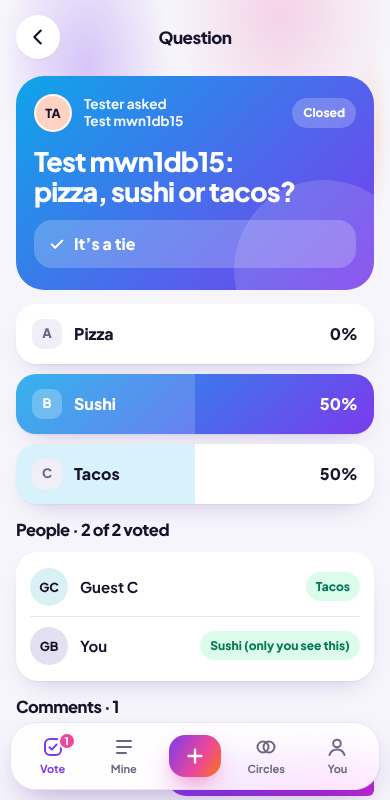 Question
TA
Tester asked
Test mwn1db15
Closed
Test mwn1db15:
pizza, sushi or tacos?
It’s a tie
A Pizza 0%
B Sushi 50%
C Tacos 50%
People · 2 of 2 voted
GC Guest C Tacos
GB You Sushi (only you see this)
Comments · 1
1
Vote Mine Circles You